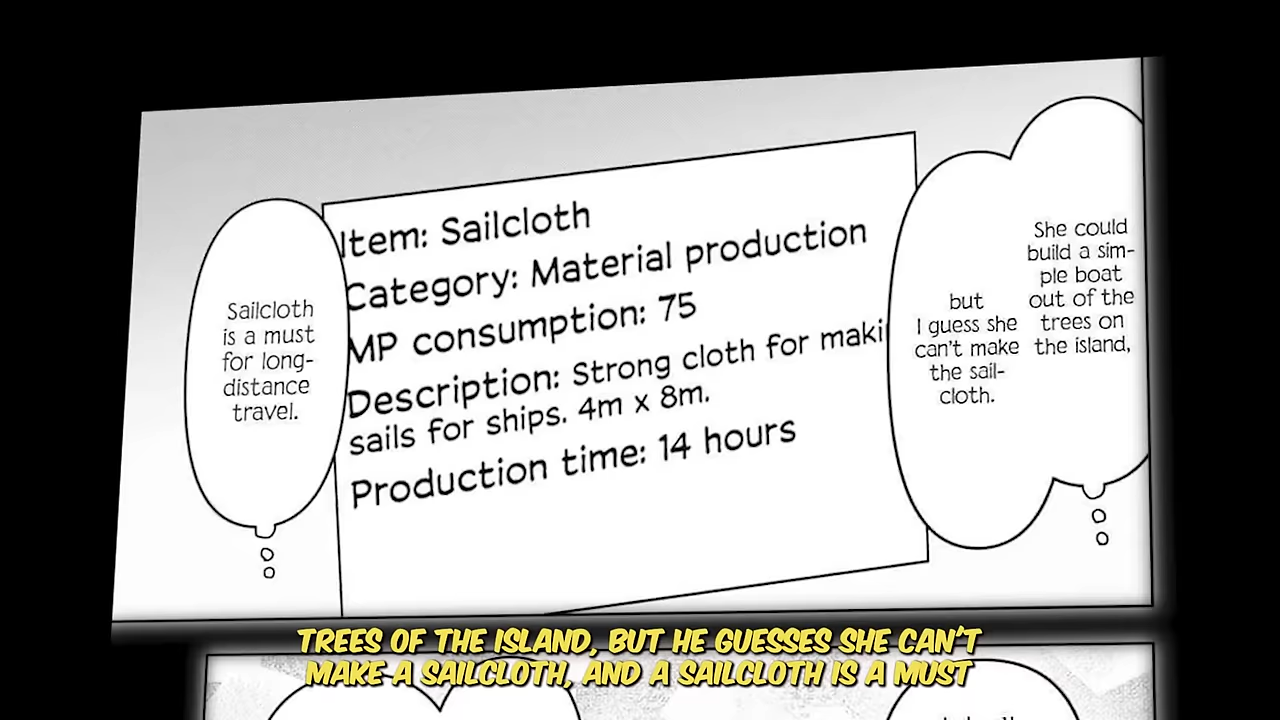 She could
build a sim-
ple boat
out of the
trees on
the island,
but
I guess she
can't make
the sail-
cloth.
Item: Sailcloth
Category: Material production
MP consumption: 75
Description: Strong cloth for
sails for ships. 4m x 8m.
Production time: 14 hours
Sailcloth
is a must
for long-
distance
travel.
TREES OF THE ISLAND, BUT HE GUESSES SHE CAN'T
MAKE A SAILCLOTH, AND A SAILCLOTH IS A MUST